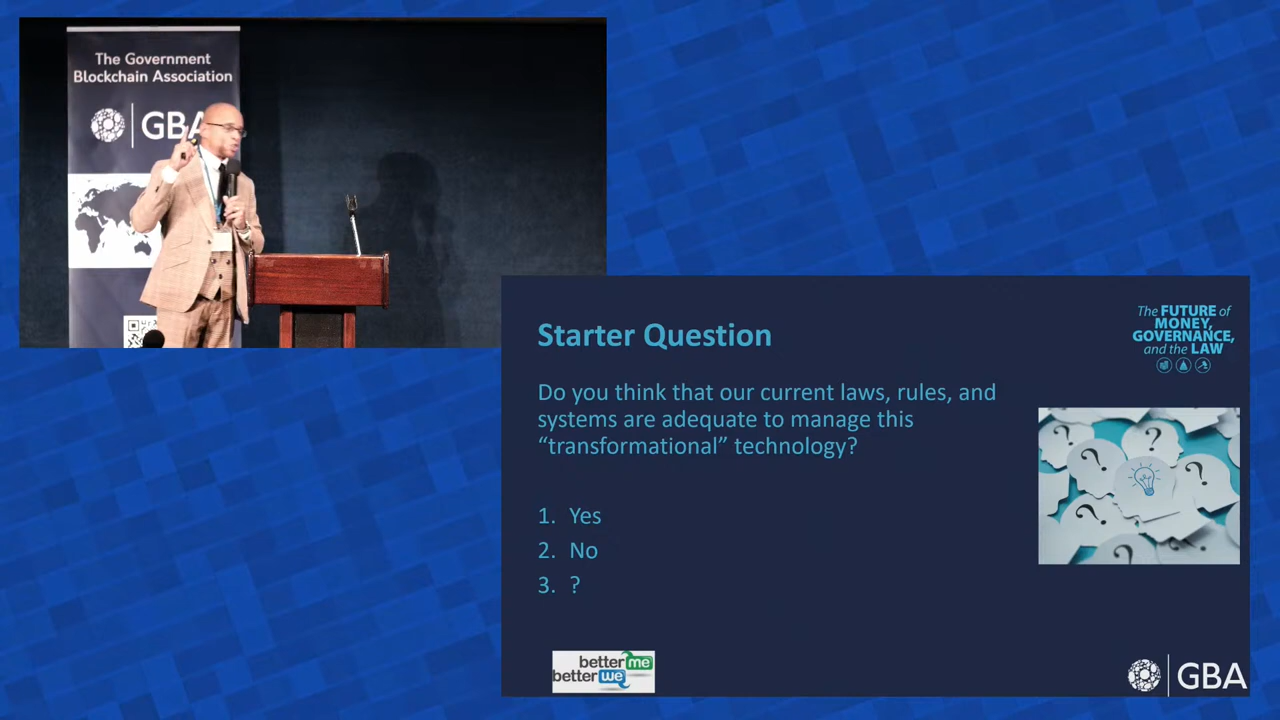 The Government
Blockchain Association
GBA
Starter Question
The FUTURE of
MONEY,
GOVERNANCE,
and the LAW
Do you think that our current laws, rules, and
systems are adequate to manage this
“transformational” technology?
1. Yes
2. No
3. ?
? ? ? ? ? ?
better me
better we
GBA